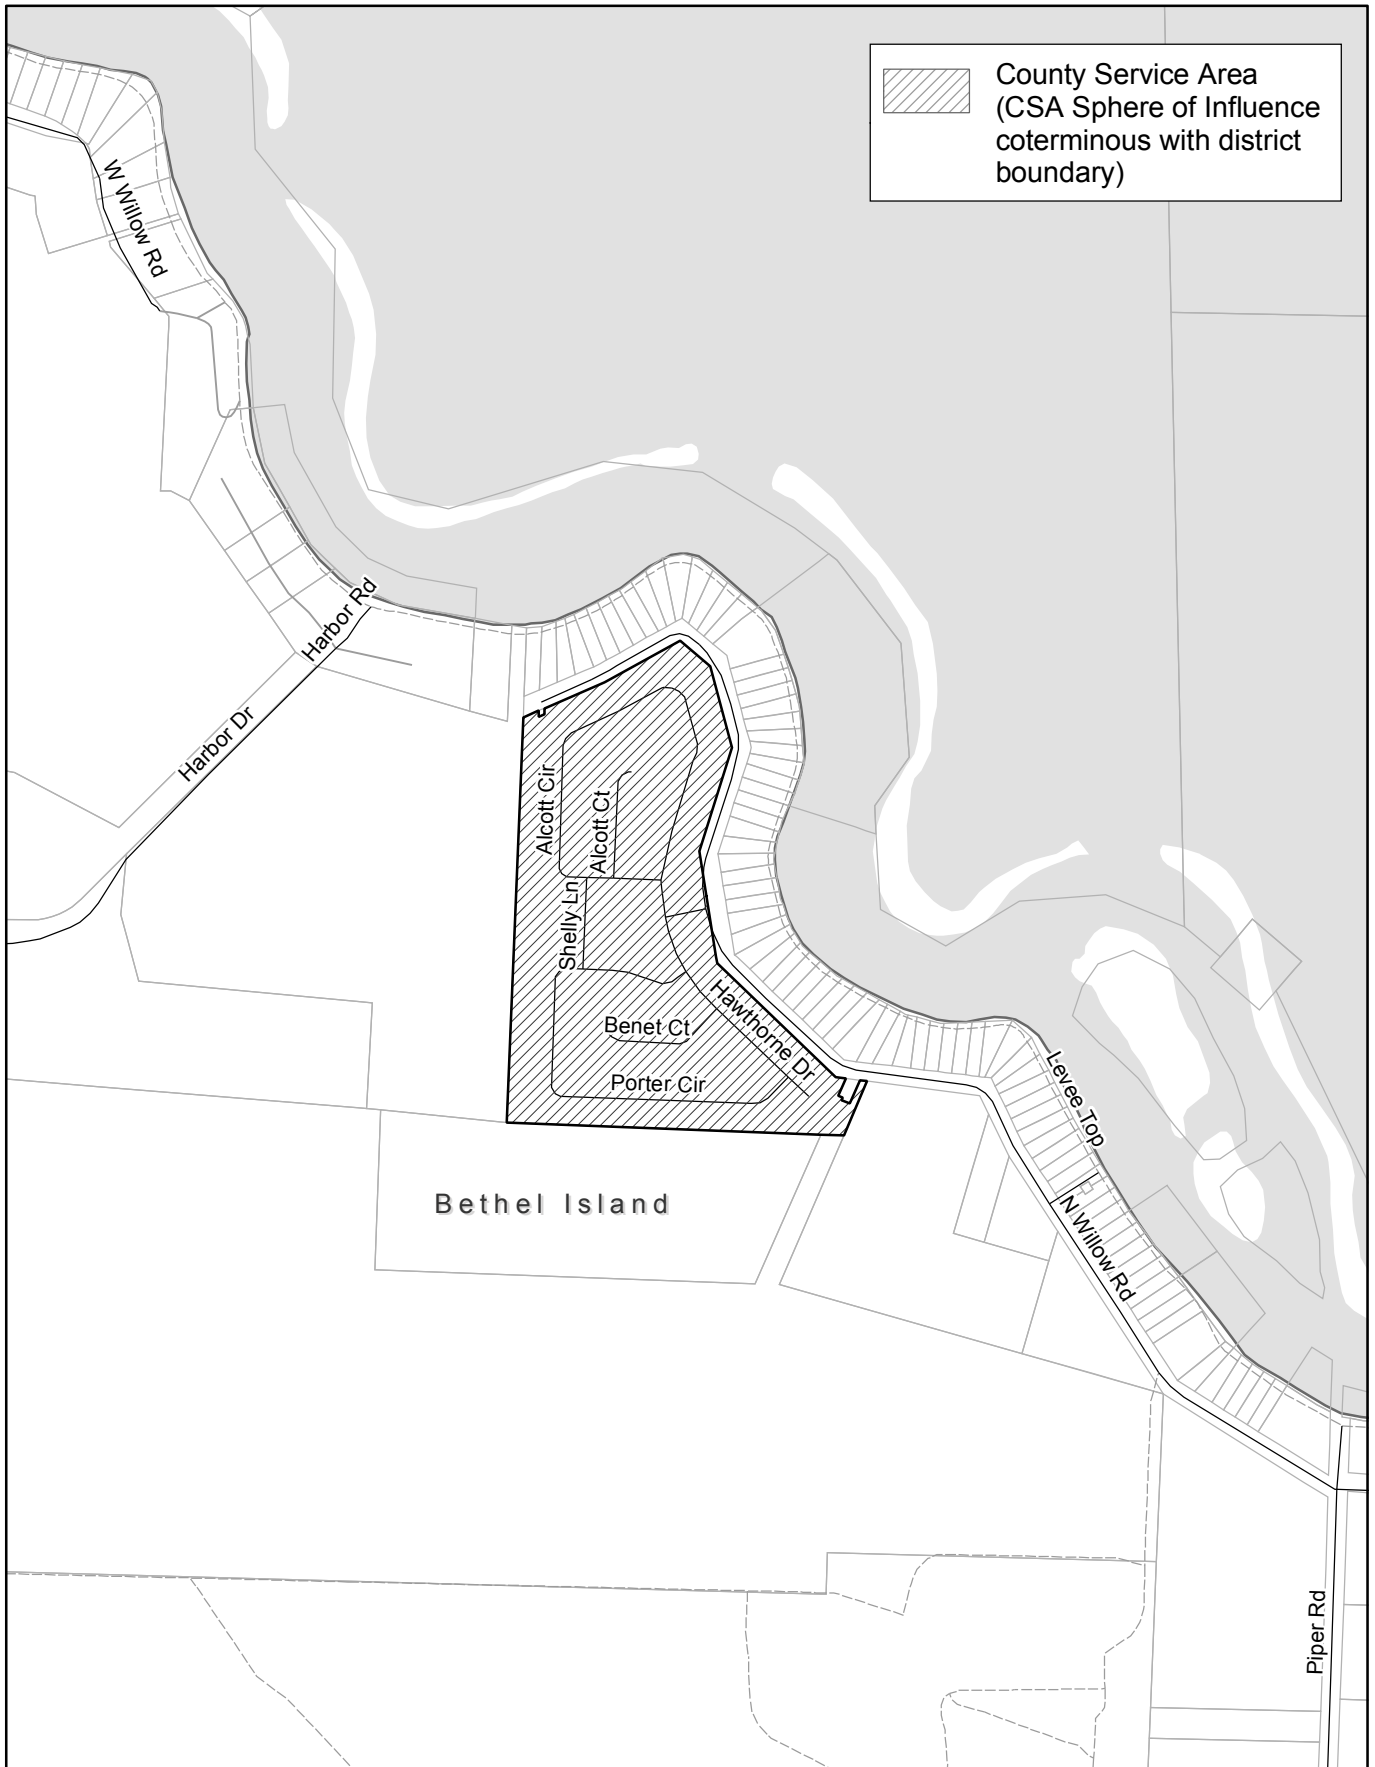 County Service Area
(CSA Sphere of Influence
coterminous with district
boundary)
W Willow Rd
Harbor Rd
Harbor Dr
Alcott Cir
Alcott Ct
Shelly Ln
Hawthorne Dr
Benet Ct
Porter Cir
Levee Top
N Willow Rd
Bethel Island
Piper Rd